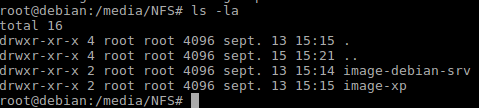 root@debian:/media/NFS# ls -la
total 16
drwxr-xr-x 4 root root 4096 sept. 13 15:15 .
drwxr-xr-x 4 root root 4096 sept. 15 15:21 ..
drwxr-xr-x 2 root root 4096 sept. 13 15:14 image-debian-srv
drwxr-xr-x 2 root root 4096 sept. 13 15:15 image-xp
root@debian:/media/NFS#